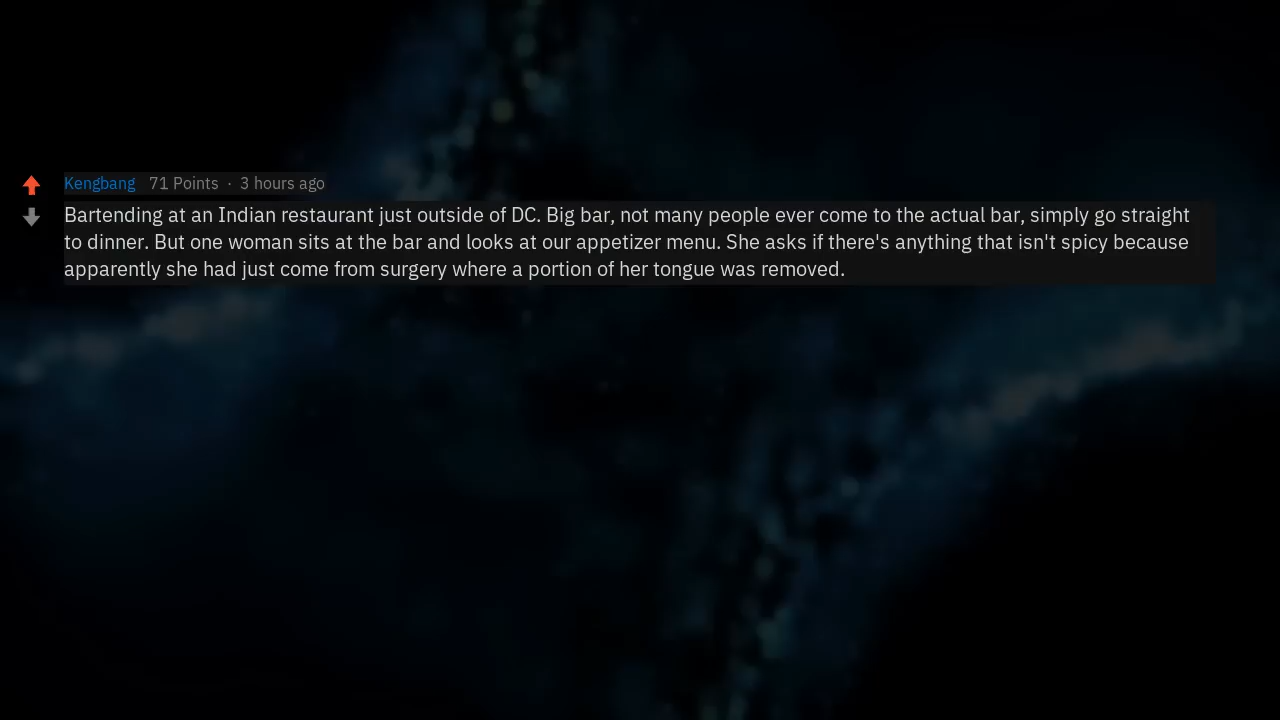 Kengbang 71 Points · 3 hours ago
Bartending at an Indian restaurant just outside of DC. Big bar, not many people ever come to the actual bar, simply go straight
to dinner. But one woman sits at the bar and looks at our appetizer menu. She asks if there's anything that isn't spicy because
apparently she had just come from surgery where a portion of her tongue was removed.